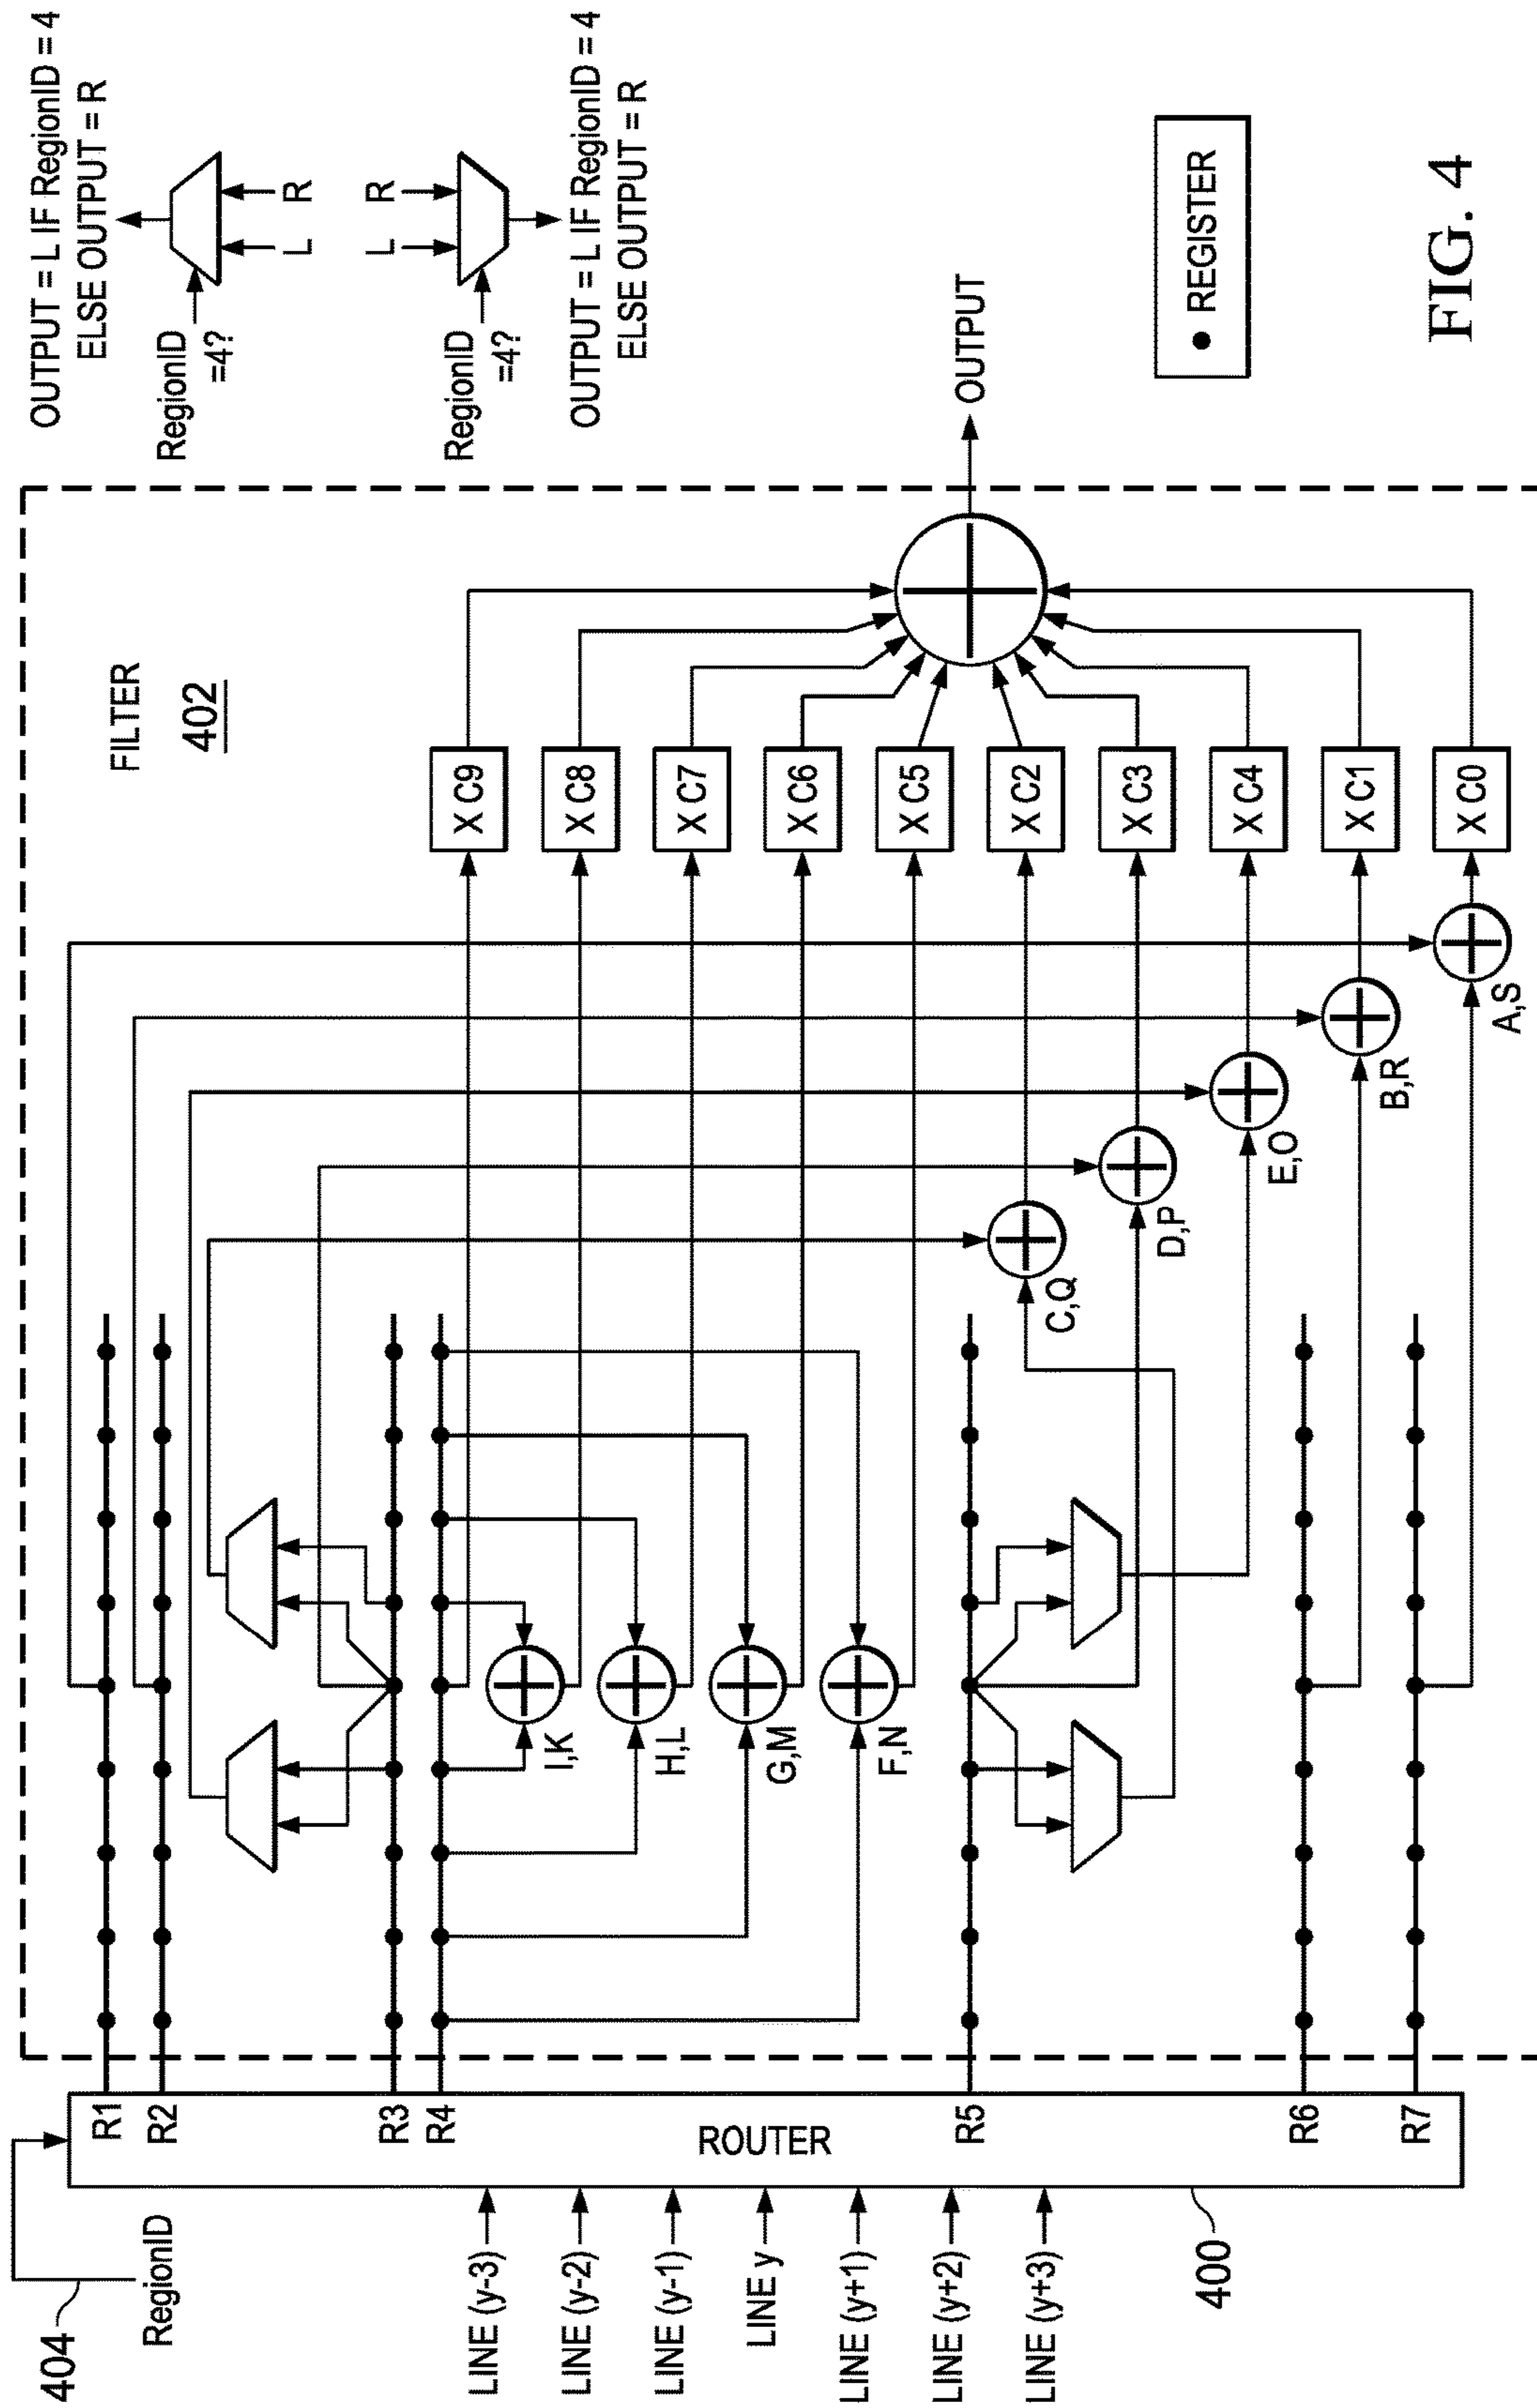 404
RegionID
LINE (y-3)
LINE (y-2)
LINE (y-1)
LINE y
LINE (y+1)
LINE (y+2)
LINE (y+3)
400
ROUTER
R1
R2
R3
R4
R5
R6
R7
I,K
H,L
G,M
F,N
C,Q
D,P
E,O
B,R
A,S
FILTER
402
X C9
X C8
X C7
X C6
X C5
X C2
X C3
X C4
X C1
X C0
OUTPUT
OUTPUT = L IF RegionID = 4
ELSE OUTPUT = R
RegionID
=4?
L
R
RegionID
=4?
L
R
OUTPUT = L IF RegionID = 4
ELSE OUTPUT = R
REGISTER
FIG. 4